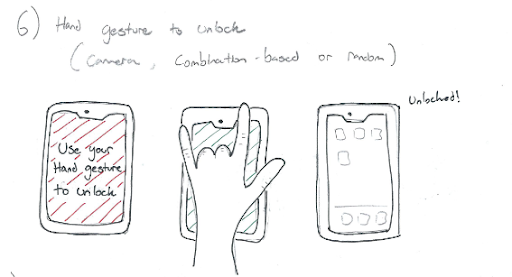 6) Hand gesture to unlock
(Camera, Combination-based or random)
Use your
Hand gesture
to unlock
Unlocked!